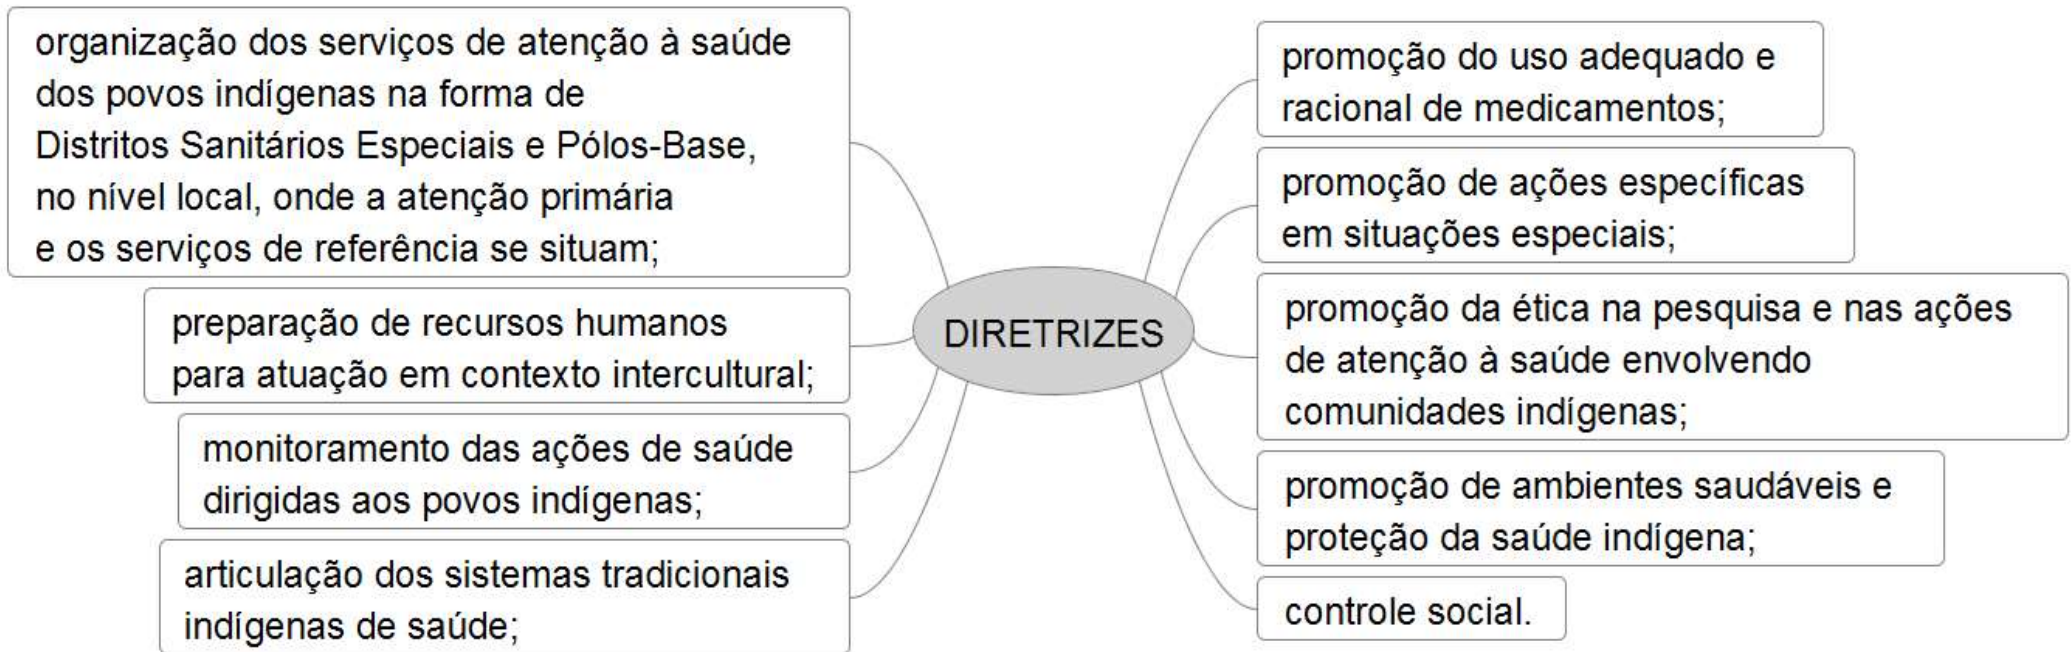 organização dos serviços de atenção à saúde
dos povos indígenas na forma de
Distritos Sanitários Especiais e Pólos-Base,
no nível local, onde a atenção primária
e os serviços de referência se situam;
preparação de recursos humanos
para atuação em contexto intercultural;
monitoramento das ações de saúde
dirigidas aos povos indígenas;
articulação dos sistemas tradicionais
indígenas de saúde;
DIRETRIZES
promoção do uso adequado e
racional de medicamentos;
promoção de ações específicas
em situações especiais;
promoção da ética na pesquisa e nas ações
de atenção à saúde envolvendo
comunidades indígenas;
promoção de ambientes saudáveis e
proteção da saúde indígena;
controle social.